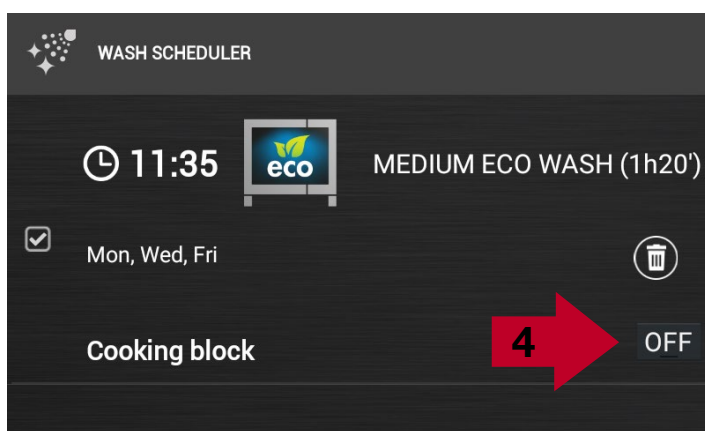 WASH SCHEDULER
11:35 eco MEDIUM ECO WASH (1h20')
Mon, Wed, Fri
Cooking block 4 OFF